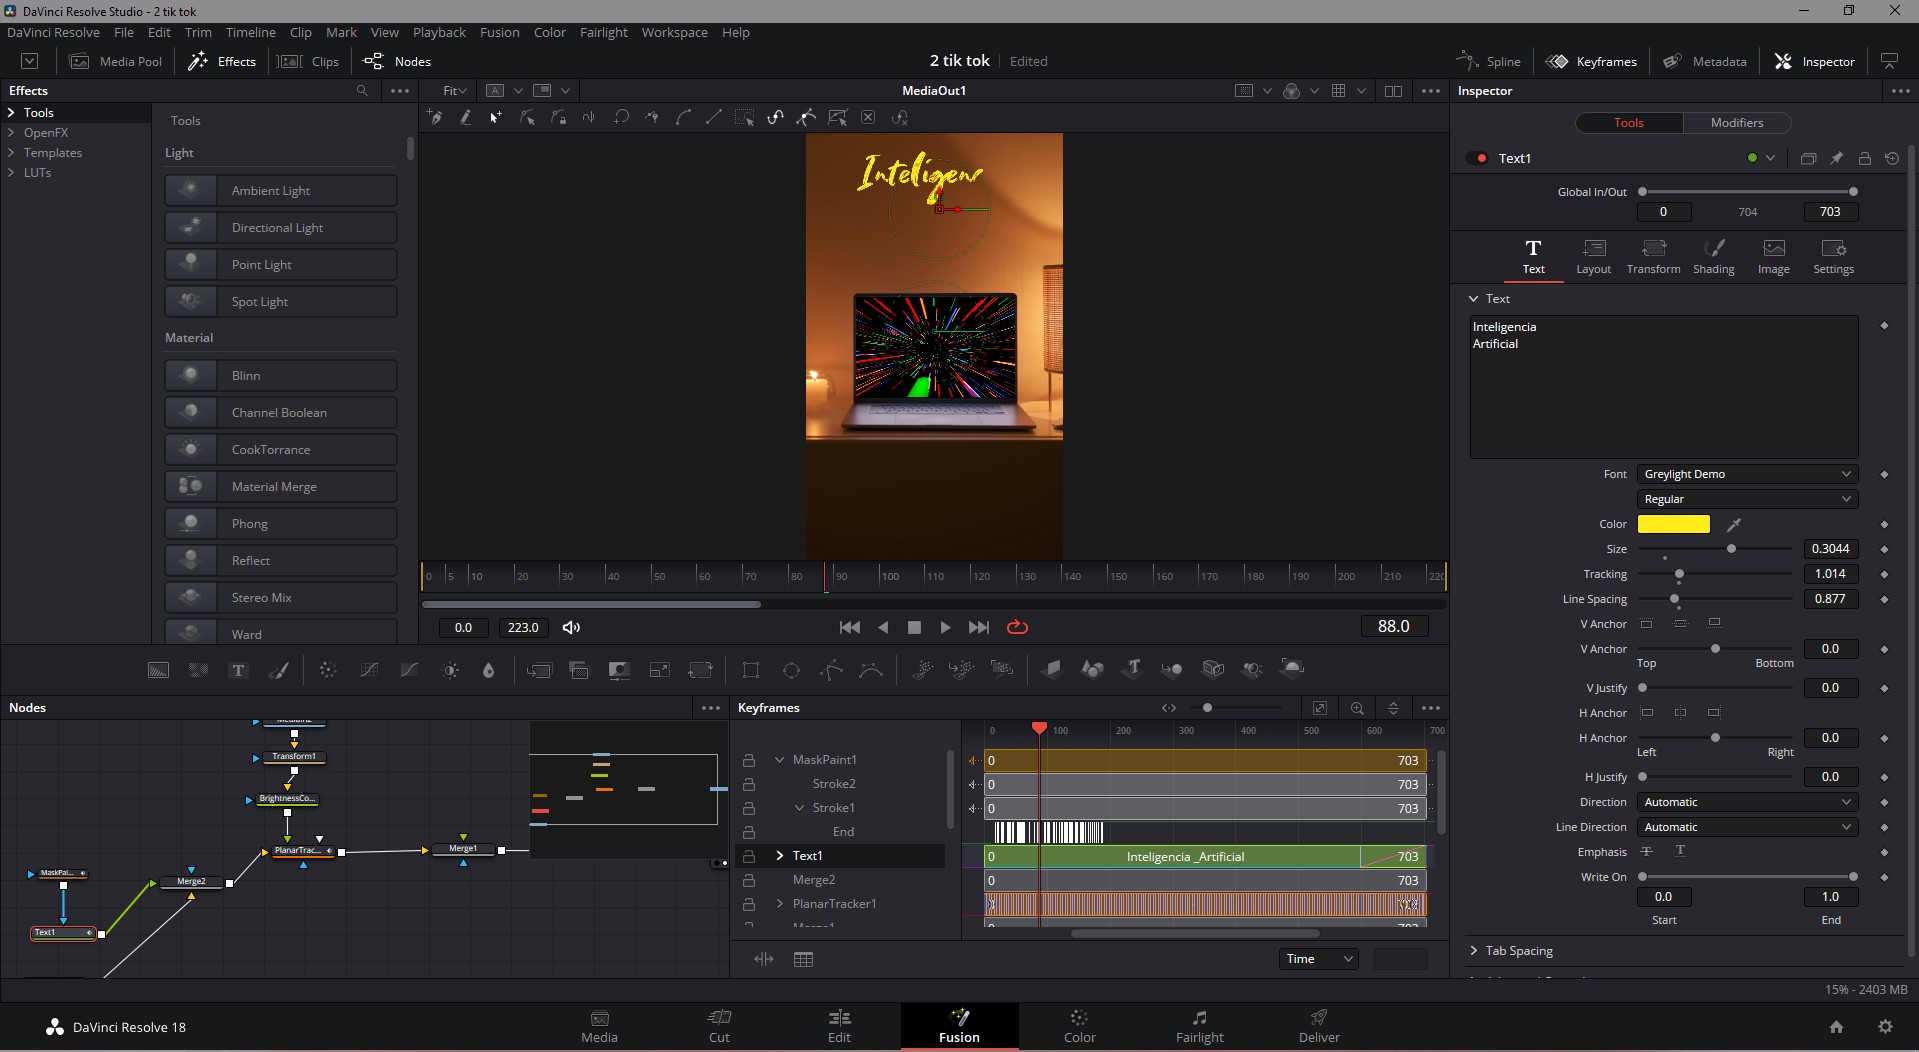 DaVinci Resolve Studio - 2 tik tok
DaVinci Resolve File Edit Trim Timeline Clip Mark View Playback Fusion Color Fairlight Workspace Help
Media Pool Effects Clips Nodes 2 tik tok Edited Spline Keyframes Metadata Inspector
Effects
Tools
OpenFX
Templates
LUTs
Tools
Light
Ambient Light
Directional Light
Point Light
Spot Light
Material
Blinn
Channel Boolean
CookTorrance
Material Merge
Phong
Reflect
Stereo Mix
Ward
Fit A MediaOut1
Inteligenc
0 5 10 20 30 40 50 60 70 80 90 100 110 120 130 140 150 160 170 180 190 200 210 220
0.0 223.0 88.0
Nodes
Transform1
BrightnessCo...
PlanarTrac...
Merge1
MaskPai...
Merge2
Text1
Keyframes
0 100 200 300 400 500 600 700
MaskPaint1 0 703
Stroke2 0 703
Stroke1 0 703
End
Text1 0 Inteligencia _Artificial 703
Merge2 0 703
PlanarTracker1
Time
Inspector
Tools Modifiers
Text1
Global In/Out
0 704 703
Text Layout Transform Shading Image Settings
Text
Inteligencia
Artificial
Font Greylight Demo
Regular
Color
Size 0.3044
Tracking 1.014
Line Spacing 0.877
V Anchor
V Anchor 0.0
Top Bottom
V Justify 0.0
H Anchor
H Anchor 0.0
Left Right
H Justify 0.0
Direction Automatic
Line Direction Automatic
Emphasis T T
Write On
0.0 1.0
Start End
Tab Spacing
15% - 2403 MB
DaVinci Resolve 18
Media Cut Edit Fusion Color Fairlight Deliver